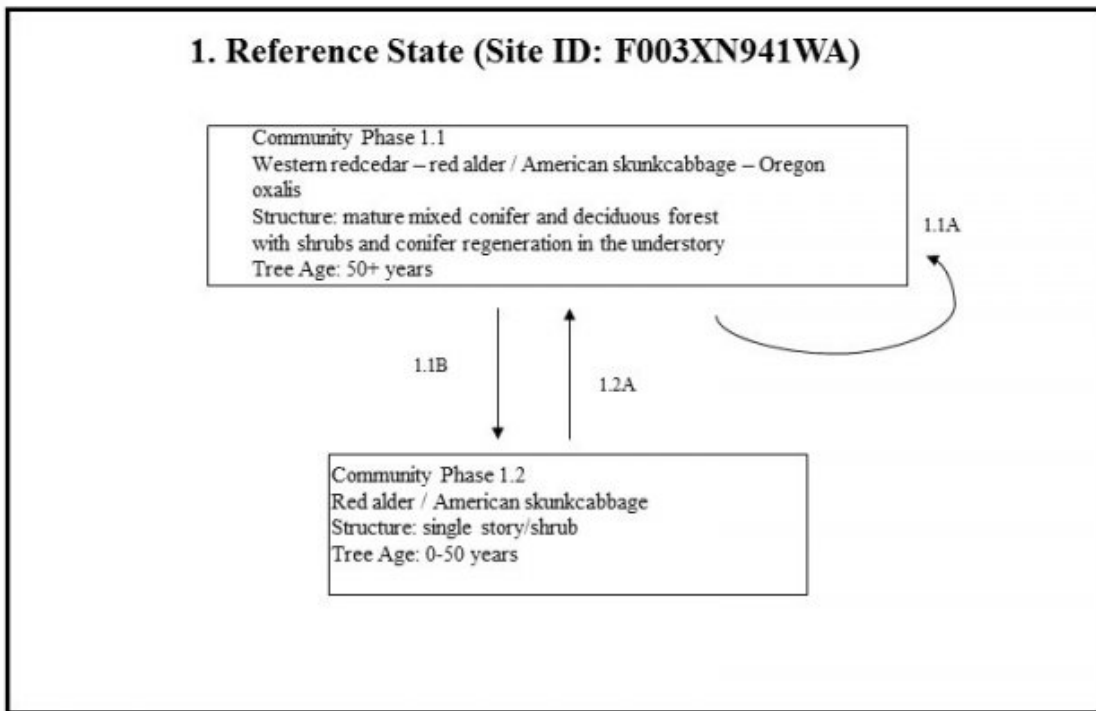 1. Reference State (Site ID: F003XN941WA)
Community Phase 1.1
Western redcedar – red alder / American skunkcabbage – Oregon
oxalis
Structure: mature mixed conifer and deciduous forest
with shrubs and conifer regeneration in the understory
Tree Age: 50+ years
1.1A
1.1B
1.2A
Community Phase 1.2
Red alder / American skunkcabbage
Structure: single story/shrub
Tree Age: 0-50 years